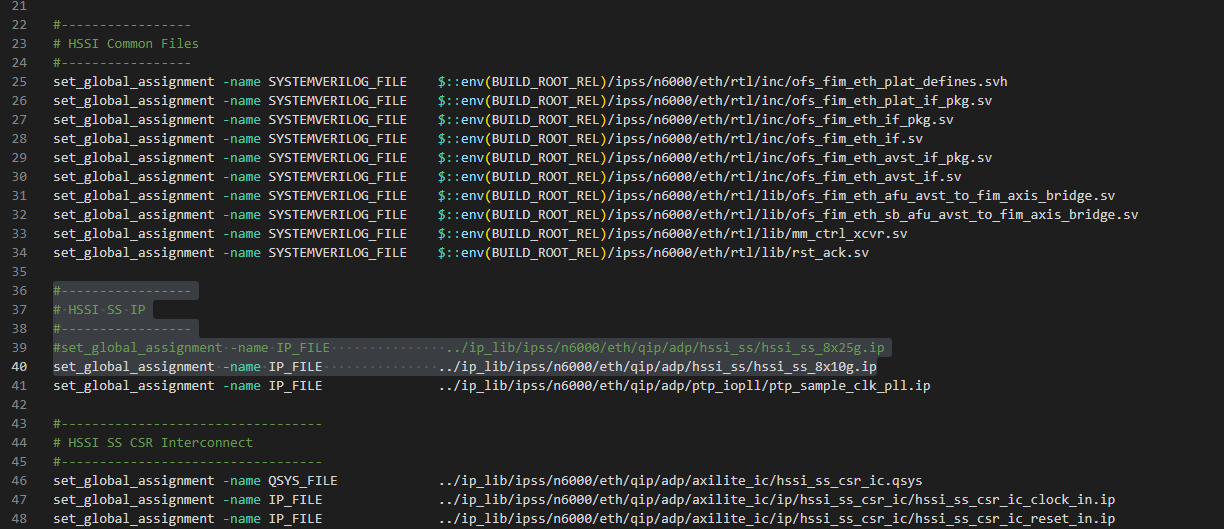 21
22 #-----------------
23 # HSSI Common Files
24 #-----------------
25 set_global_assignment -name SYSTEMVERILOG_FILE    $::env(BUILD_ROOT_REL)/ipss/n6000/eth/rtl/inc/ofs_fim_eth_plat_defines.svh
26 set_global_assignment -name SYSTEMVERILOG_FILE    $::env(BUILD_ROOT_REL)/ipss/n6000/eth/rtl/inc/ofs_fim_eth_plat_if_pkg.sv
27 set_global_assignment -name SYSTEMVERILOG_FILE    $::env(BUILD_ROOT_REL)/ipss/n6000/eth/rtl/inc/ofs_fim_eth_if_pkg.sv
28 set_global_assignment -name SYSTEMVERILOG_FILE    $::env(BUILD_ROOT_REL)/ipss/n6000/eth/rtl/inc/ofs_fim_eth_if.sv
29 set_global_assignment -name SYSTEMVERILOG_FILE    $::env(BUILD_ROOT_REL)/ipss/n6000/eth/rtl/inc/ofs_fim_eth_avst_if_pkg.sv
30 set_global_assignment -name SYSTEMVERILOG_FILE    $::env(BUILD_ROOT_REL)/ipss/n6000/eth/rtl/inc/ofs_fim_eth_avst_if.sv
31 set_global_assignment -name SYSTEMVERILOG_FILE    $::env(BUILD_ROOT_REL)/ipss/n6000/eth/rtl/lib/ofs_fim_eth_afu_avst_to_fim_axis_bridge.sv
32 set_global_assignment -name SYSTEMVERILOG_FILE    $::env(BUILD_ROOT_REL)/ipss/n6000/eth/rtl/lib/ofs_fim_eth_sb_afu_avst_to_fim_axis_bridge.sv
33 set_global_assignment -name SYSTEMVERILOG_FILE    $::env(BUILD_ROOT_REL)/ipss/n6000/eth/rtl/lib/mm_ctrl_xcvr.sv
34 set_global_assignment -name SYSTEMVERILOG_FILE    $::env(BUILD_ROOT_REL)/ipss/n6000/eth/rtl/lib/rst_ack.sv
35
36 #-----------------
37 # HSSI SS IP
38 #-----------------
39 #set_global_assignment -name IP_FILE               ../ip_lib/ipss/n6000/eth/qip/adp/hssi_ss/hssi_ss_8x25g.ip
40 set_global_assignment -name IP_FILE               ../ip_lib/ipss/n6000/eth/qip/adp/hssi_ss/hssi_ss_8x10g.ip
41 set_global_assignment -name IP_FILE               ../ip_lib/ipss/n6000/eth/qip/adp/ptp_iopll/ptp_sample_clk_pll.ip
42
43 #----------------------------------
44 # HSSI SS CSR Interconnect
45 #----------------------------------
46 set_global_assignment -name QSYS_FILE             ../ip_lib/ipss/n6000/eth/qip/adp/axilite_ic/hssi_ss_csr_ic.qsys
47 set_global_assignment -name IP_FILE               ../ip_lib/ipss/n6000/eth/qip/adp/axilite_ic/ip/hssi_ss_csr_ic/hssi_ss_csr_ic_clock_in.ip
48 set_global_assignment -name IP_FILE               ../ip_lib/ipss/n6000/eth/qip/adp/axilite_ic/ip/hssi_ss_csr_ic/hssi_ss_csr_ic_reset_in.ip